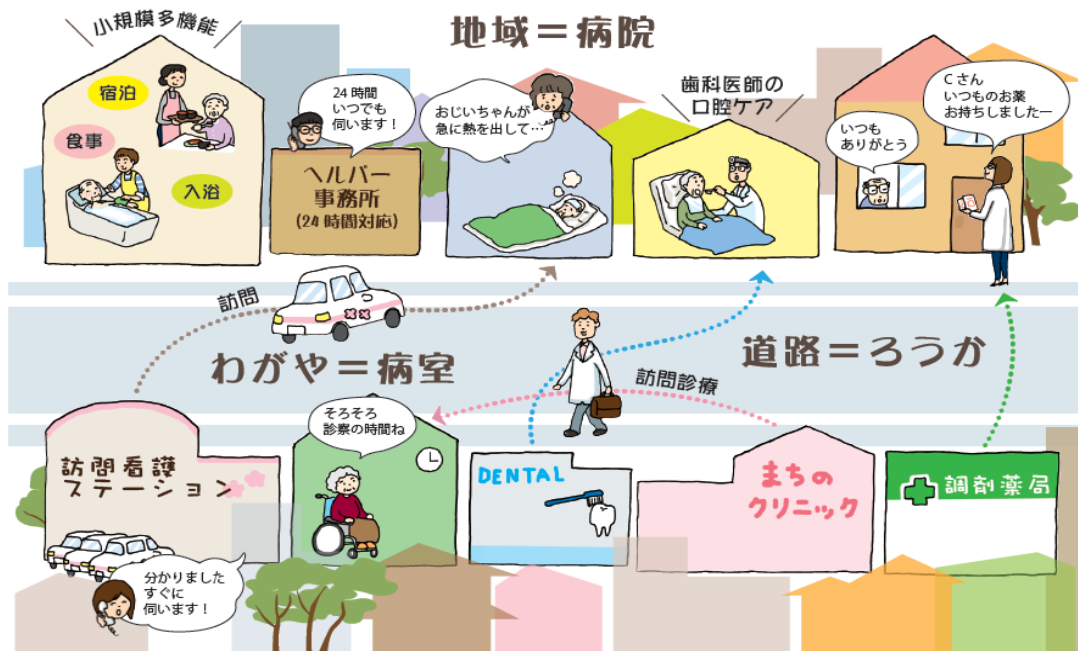 地域＝病院
小規模多機能
宿泊
食事
入浴
24時間
いつでも
伺います！
ヘルパー
事務所
(24時間対応)
おじいちゃんが
急に熱を出して…
歯科医師の
口腔ケア
いつも
ありがとう
Cさん
いつものお薬
お持ちしましたー
訪問
わがや＝病室
道路＝ろうか
訪問診療
訪問看護
ステーション
分かりました
すぐに
伺います！
そろそろ
診察の時間ね
DENTAL
まちの
クリニック
調剤薬局